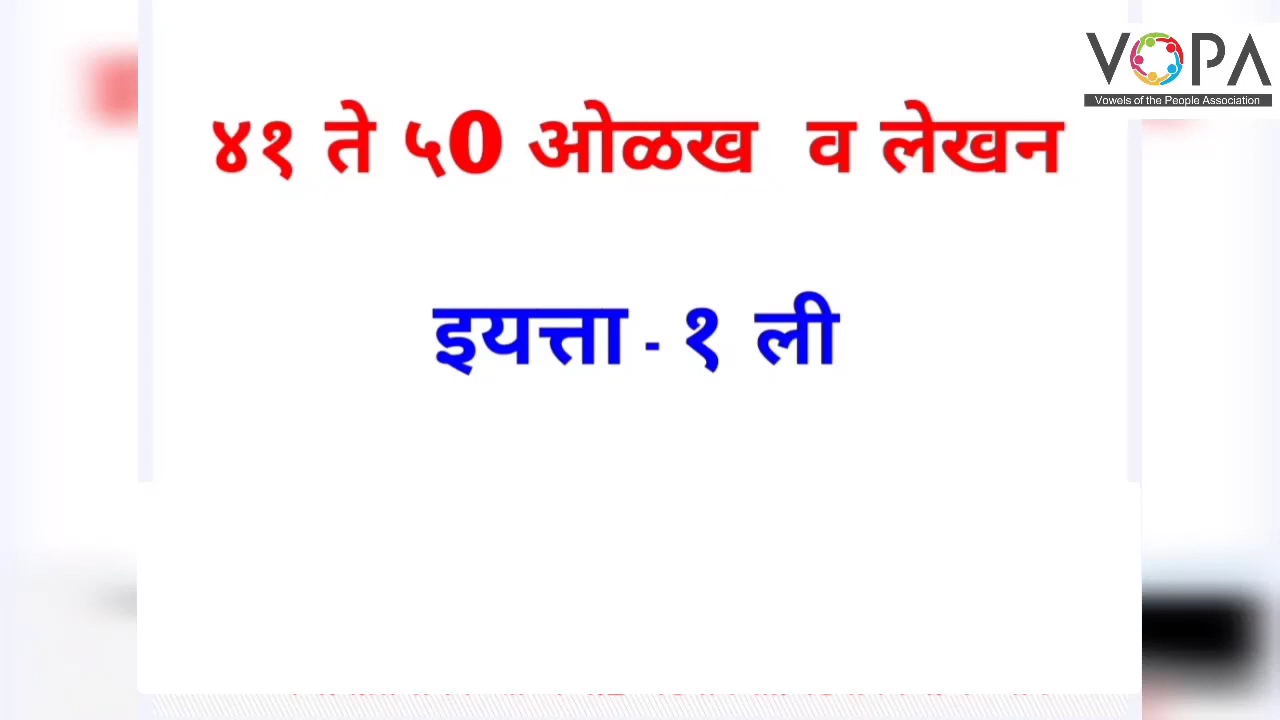 VOPA
Vowels of the People Association
४१ ते ५0 ओळख व लेखन
इयत्ता - १ ली